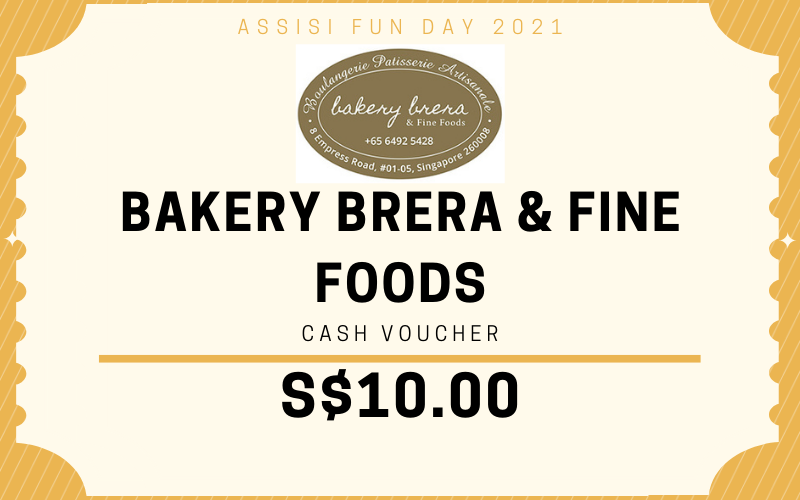 ASSISI FUN DAY 2021
Boulangerie Patisserie Artisanale
bakery brera
& Fine Foods
+65 6492 5428
• 8 Empress Road, #01-05, Singapore 260008 •
BAKERY BRERA & FINE
FOODS
CASH VOUCHER
S$10.00